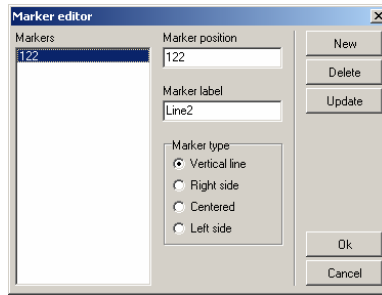 Marker editor
Markers
122
Marker position
122
Marker label
Line2
Marker type
Vertical line
Right side
Centered
Left side
New
Delete
Update
Ok
Cancel